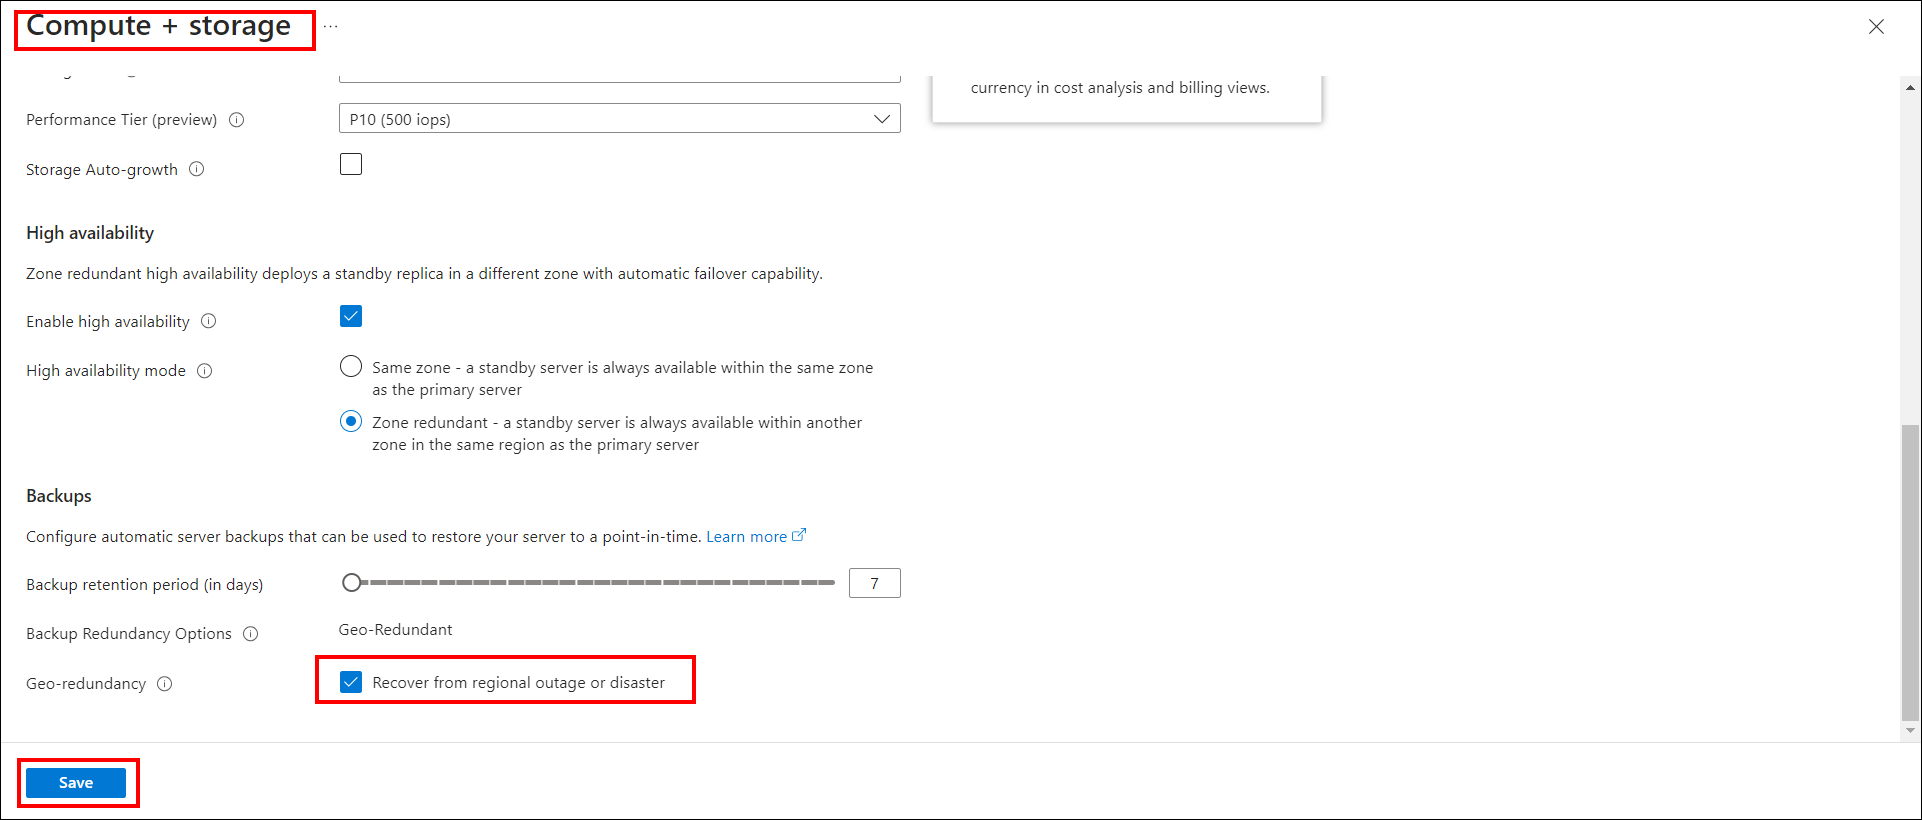 Compute + storage ...
currency in cost analysis and billing views.
Performance Tier (preview)
P10 (500 iops)
Storage Auto-growth
High availability
Zone redundant high availability deploys a standby replica in a different zone with automatic failover capability.
Enable high availability
High availability mode
Same zone - a standby server is always available within the same zone
as the primary server
Zone redundant - a standby server is always available within another
zone in the same region as the primary server
Backups
Configure automatic server backups that can be used to restore your server to a point-in-time. Learn more
Backup retention period (in days)
7
Backup Redundancy Options
Geo-Redundant
Geo-redundancy
Recover from regional outage or disaster
Save